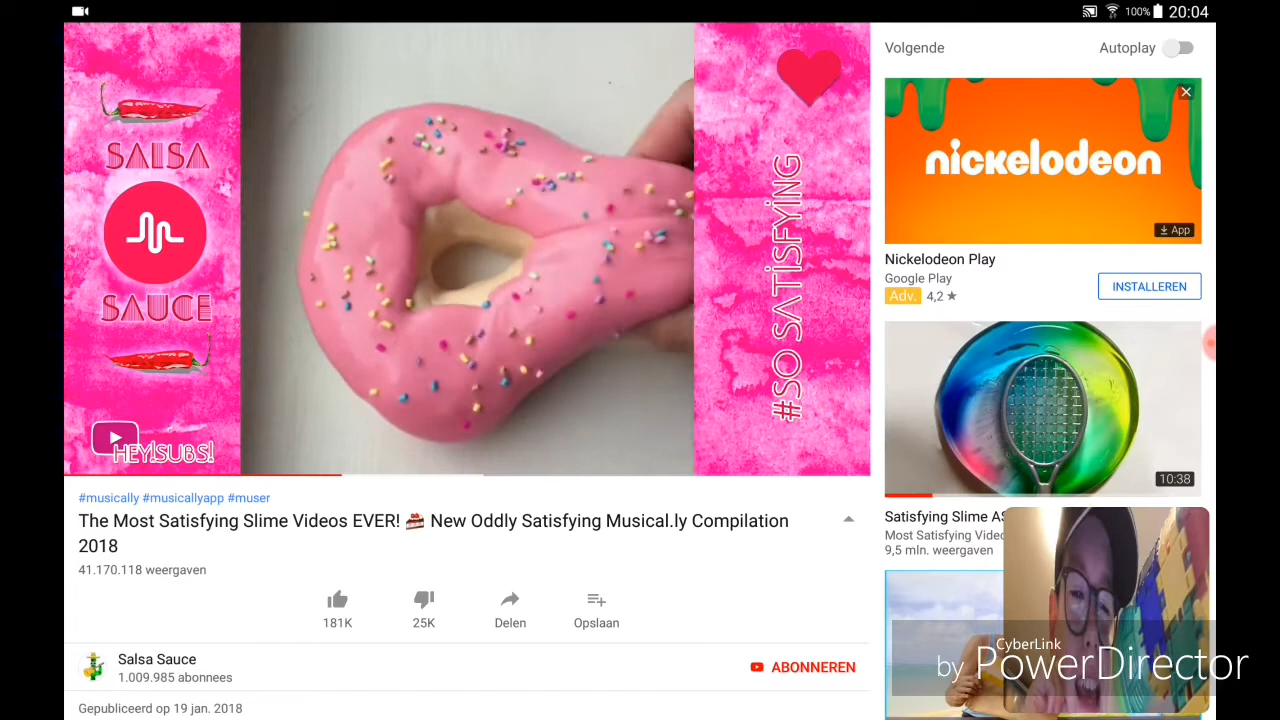 100% 20:04
SALSA
SAUCE
HEY!SUBS!
#SO SATISFYING
Volgende
Autoplay
nickelodeon
App
Nickelodeon Play
Google Play
Adv. 4,2 ★
INSTALLEREN
10:38
Satisfying Slime AS
Most Satisfying Video
9,5 mln. weergaven
#musically #musicallyapp #muser
The Most Satisfying Slime Videos EVER! 🍰 New Oddly Satisfying Musical.ly Compilation
2018
41.170.118 weergaven
181K
25K
Delen
Opslaan
Salsa Sauce
1.009.985 abonnees
ABONNEREN
Gepubliceerd op 19 jan. 2018
CyberLink
by PowerDirector